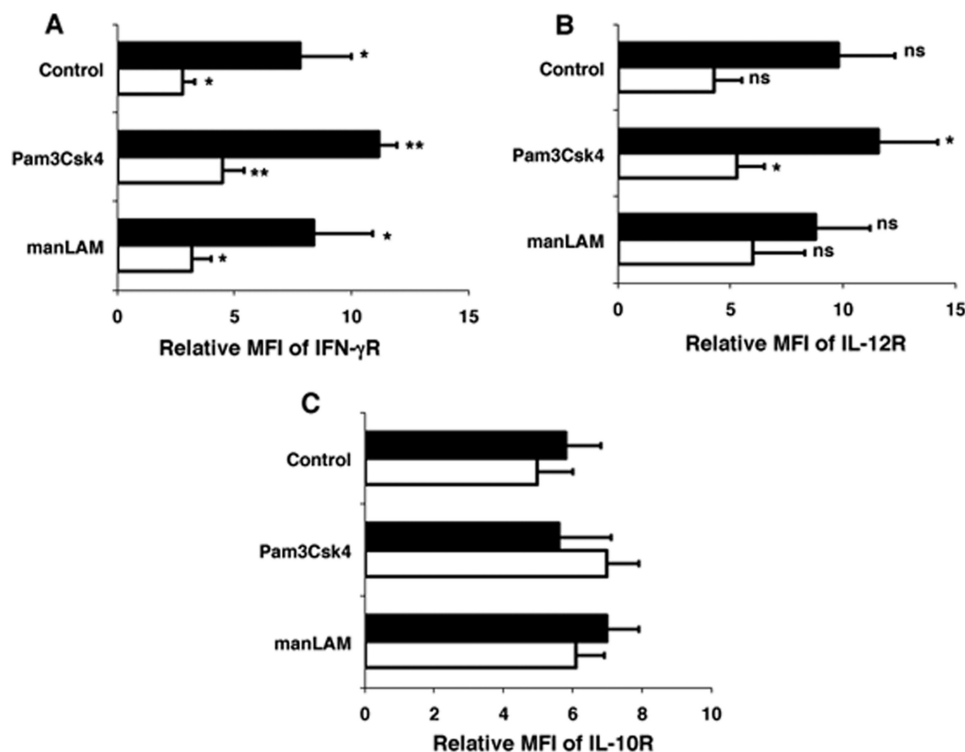 A
Control
*
*
Pam3Csk4
**
**
manLAM
*
*
0 5 10 15
Relative MFI of IFN-γR
B
Control
ns
ns
Pam3Csk4
*
*
manLAM
ns
ns
0 5 10 15
Relative MFI of IL-12R
C
Control
Pam3Csk4
manLAM
0 2 4 6 8 10
Relative MFI of IL-10R